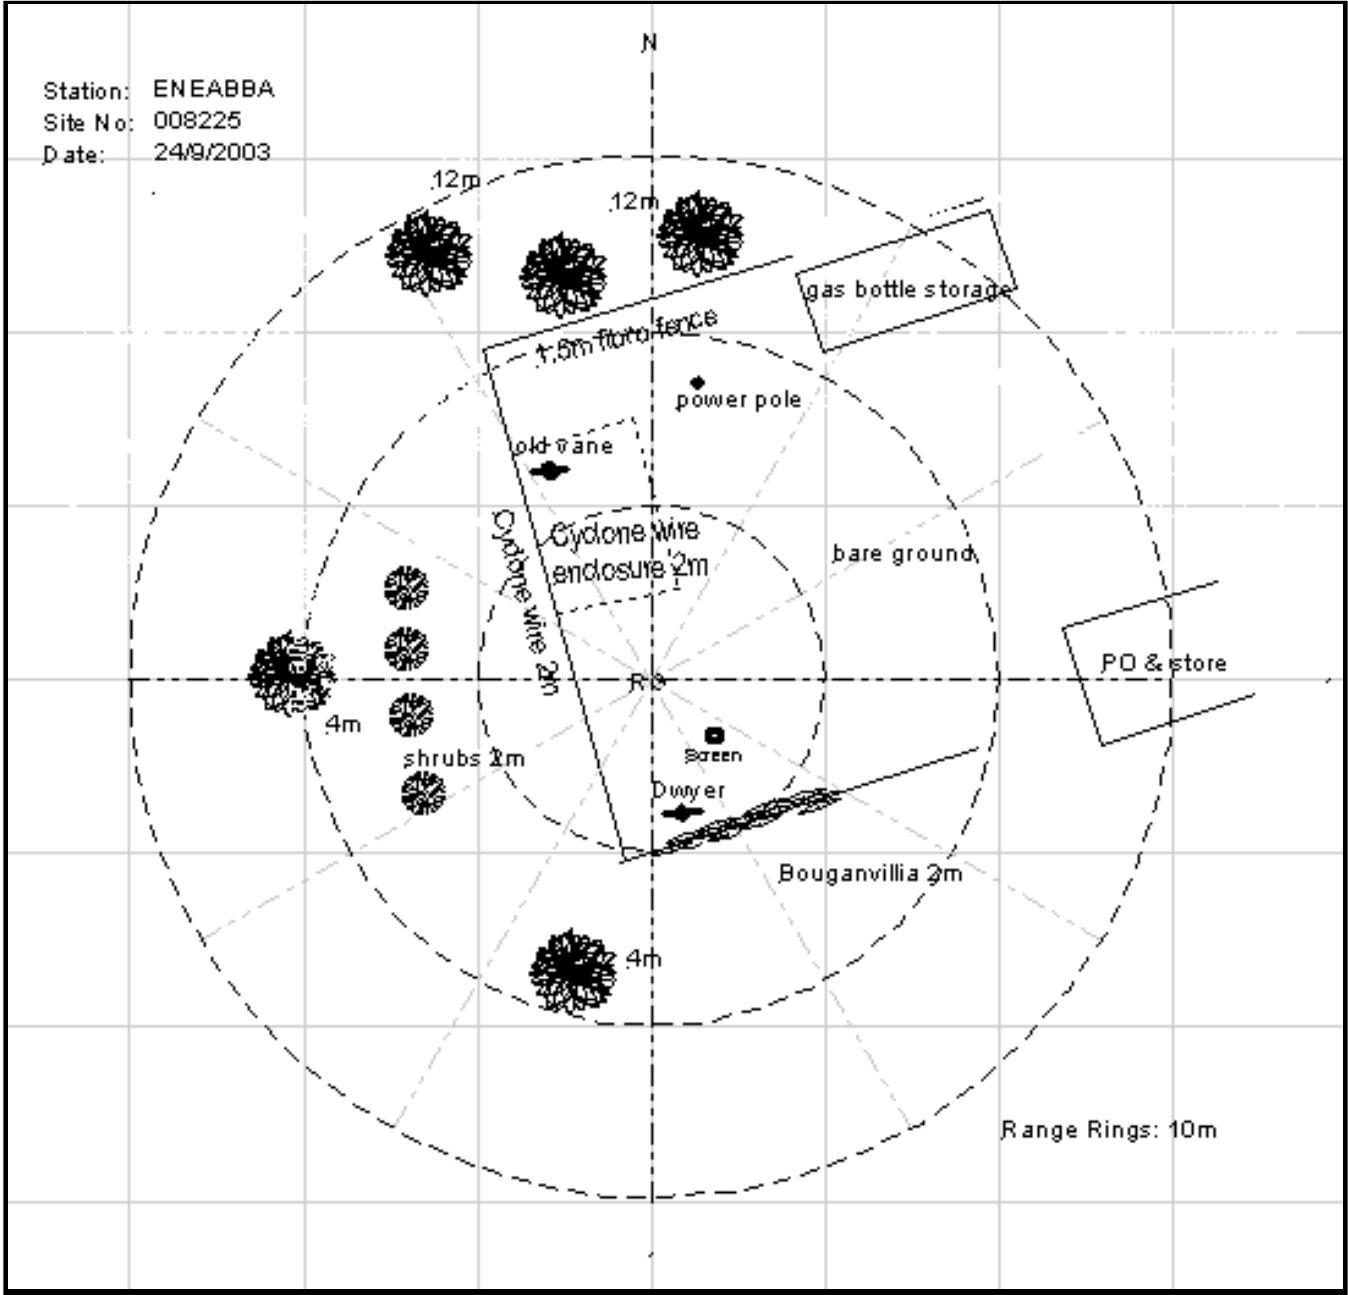 N
Station: ENEABBA
Site No: 008225
Date: 24/9/2003
12m
12m
gas bottle storage
1.5m fence
power pole
old vane
Cyclone wire
enclosure 2m
Cyclone wire 2m
bare ground
PO & store
RG
4m
shrubs 2m
Screen
Dwyer
Bouganvillia 2m
4m
Range Rings: 10m